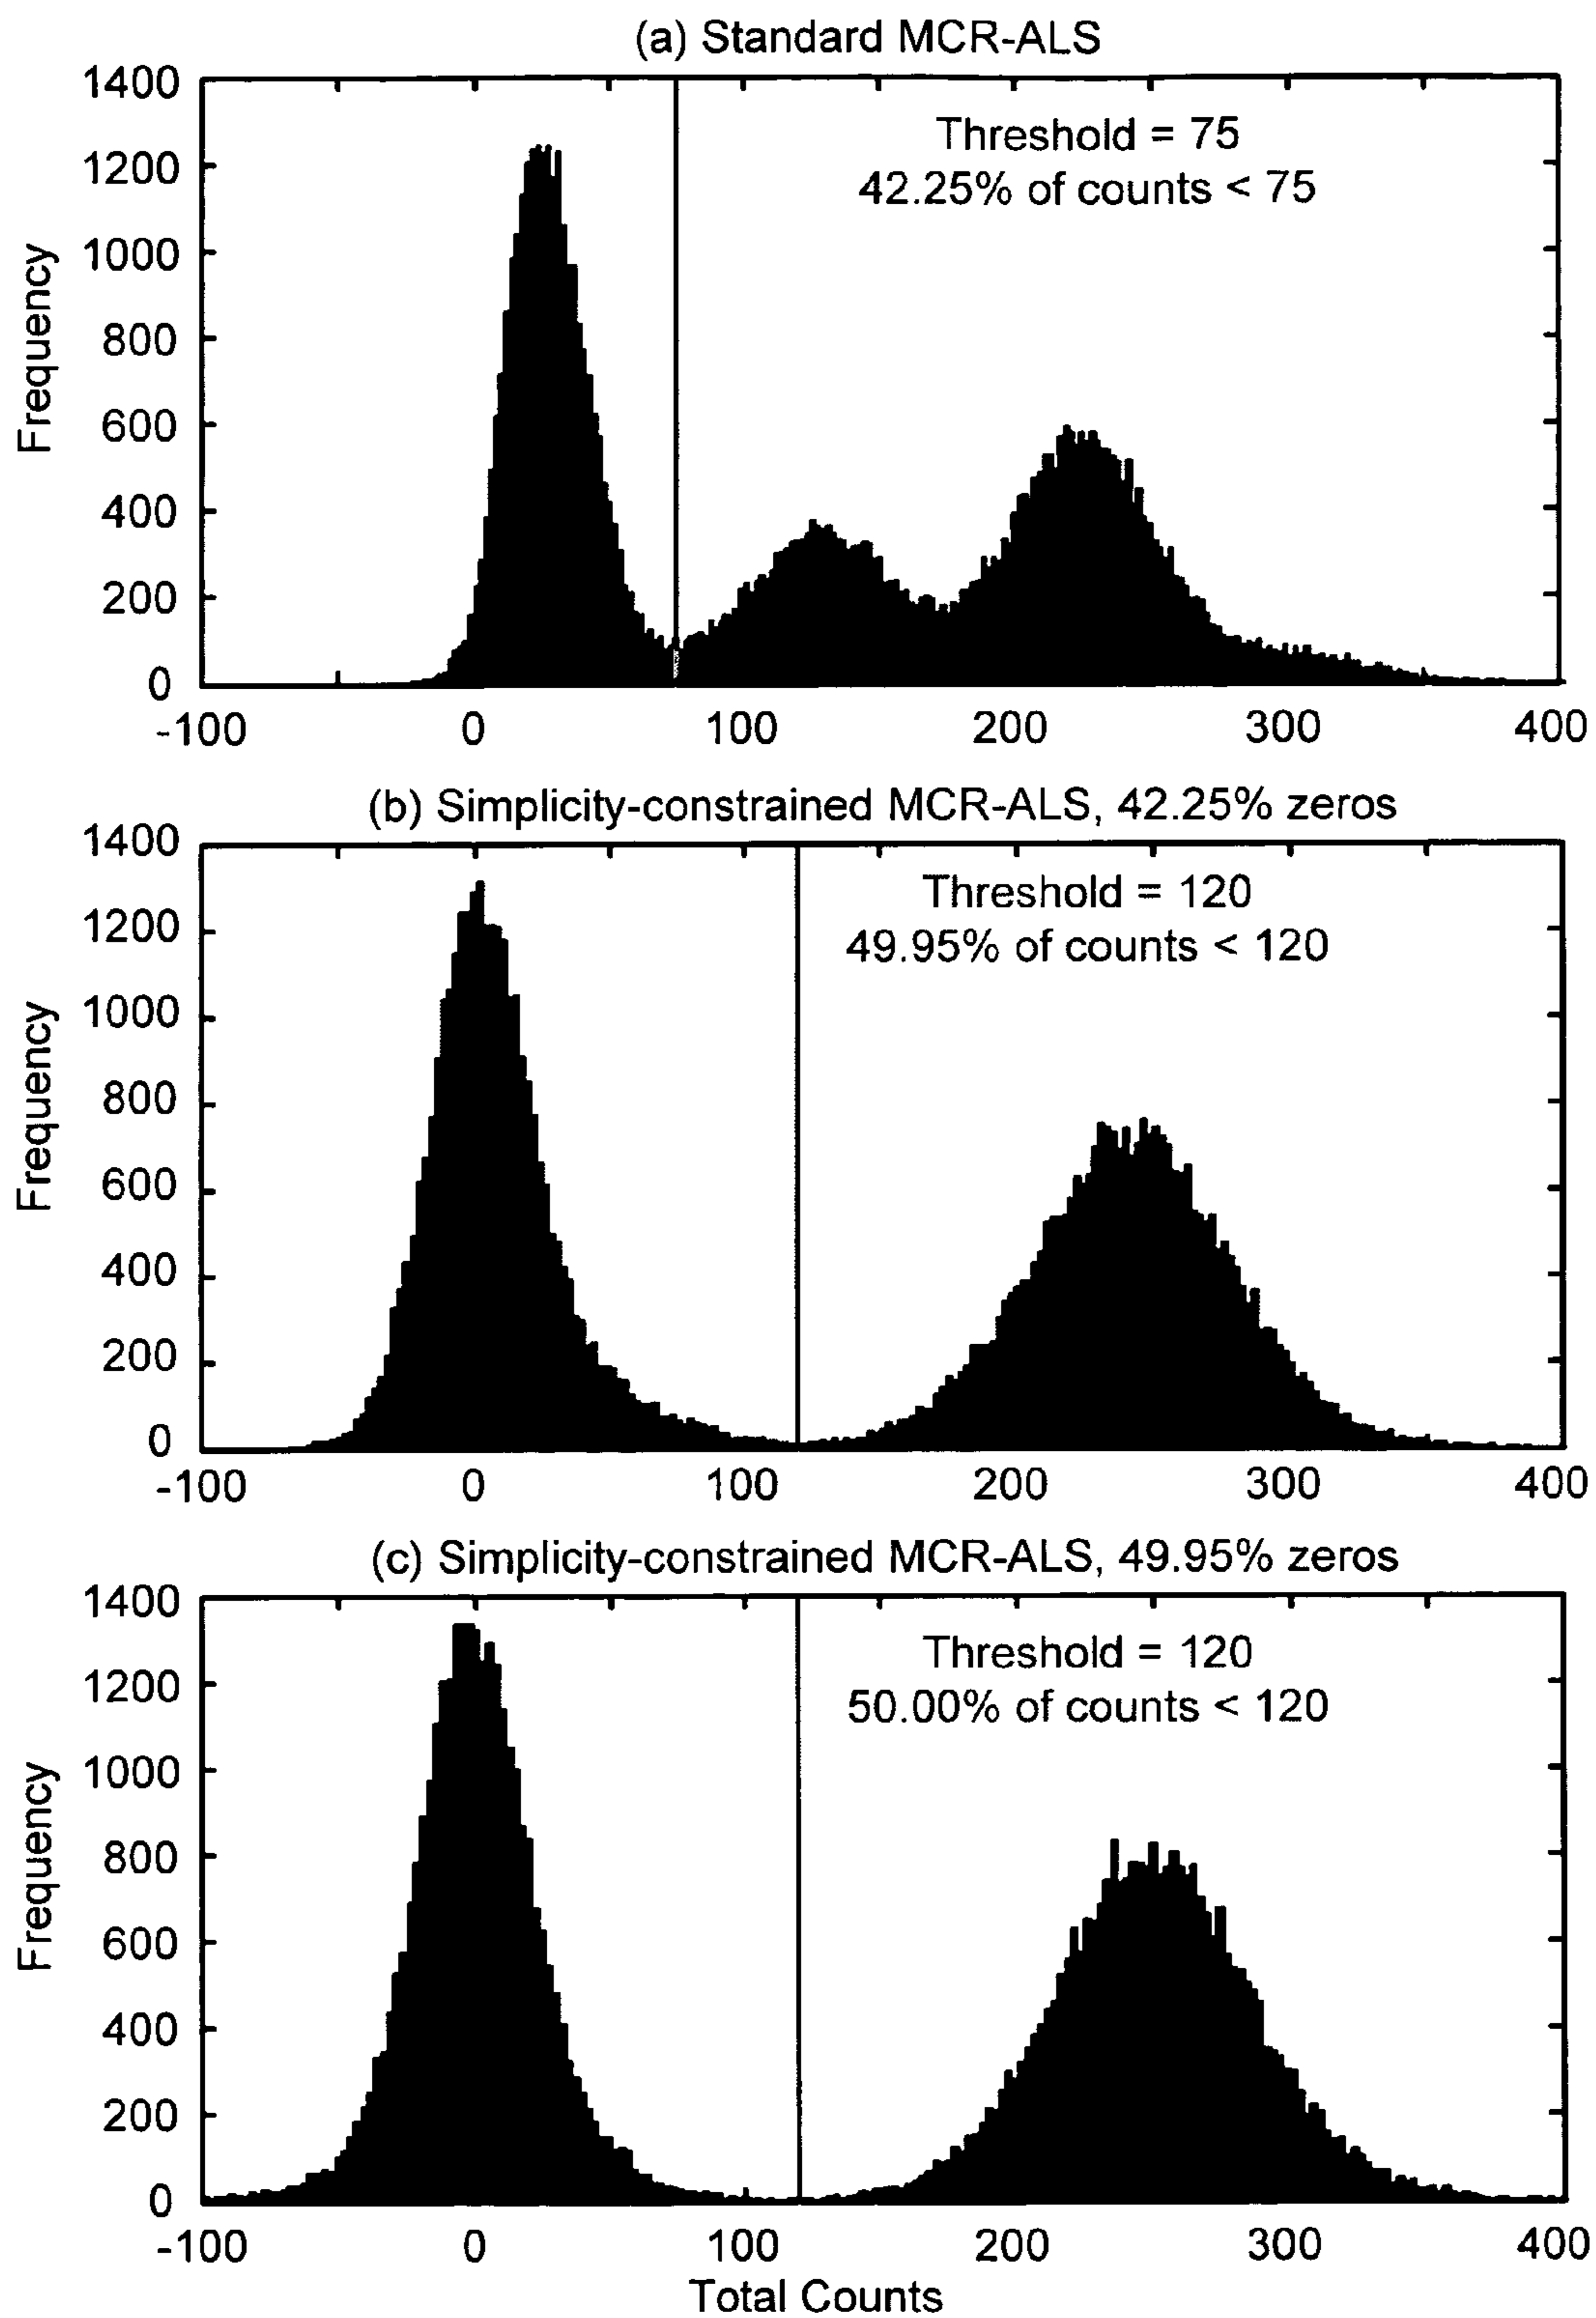 (a) Standard MCR-ALS
1400
1200
1000
800
600
400
200
0
Frequency
Threshold = 75
42.25% of counts < 75
-100 0 100 200 300 400
(b) Simplicity-constrained MCR-ALS, 42.25% zeros
1400
1200
1000
800
600
400
200
0
Frequency
Threshold = 120
49.95% of counts < 120
-100 0 100 200 300 400
(c) Simplicity-constrained MCR-ALS, 49.95% zeros
1400
1200
1000
800
600
400
200
0
Frequency
Threshold = 120
50.00% of counts < 120
-100 0 100 200 300 400
Total Counts